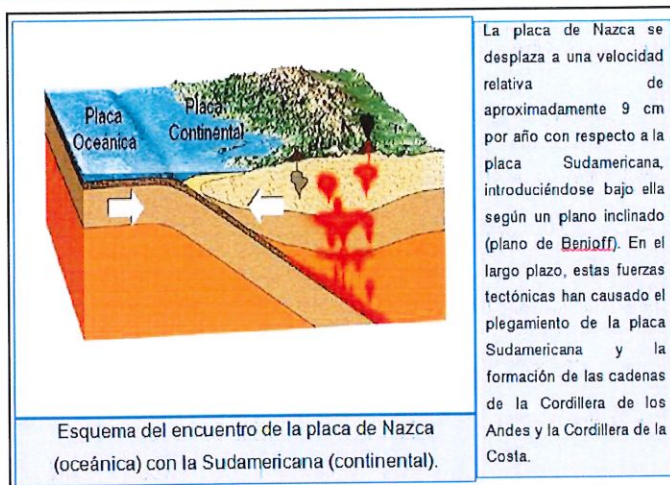 Placa
Oceánica
Placa
Continental
Esquema del encuentro de la placa de Nazca
(oceánica) con la Sudamericana (continental).
La placa de Nazca se
desplaza a una velocidad
relativa de
aproximadamente 9 cm
por año con respecto a la
placa Sudamericana,
introduciéndose bajo ella
según un plano inclinado
(plano de Benioff). En el
largo plazo, estas fuerzas
tectónicas han causado el
plegamiento de la placa
Sudamericana y la
formación de las cadenas
de la Cordillera de los
Andes y la Cordillera de la
Costa.